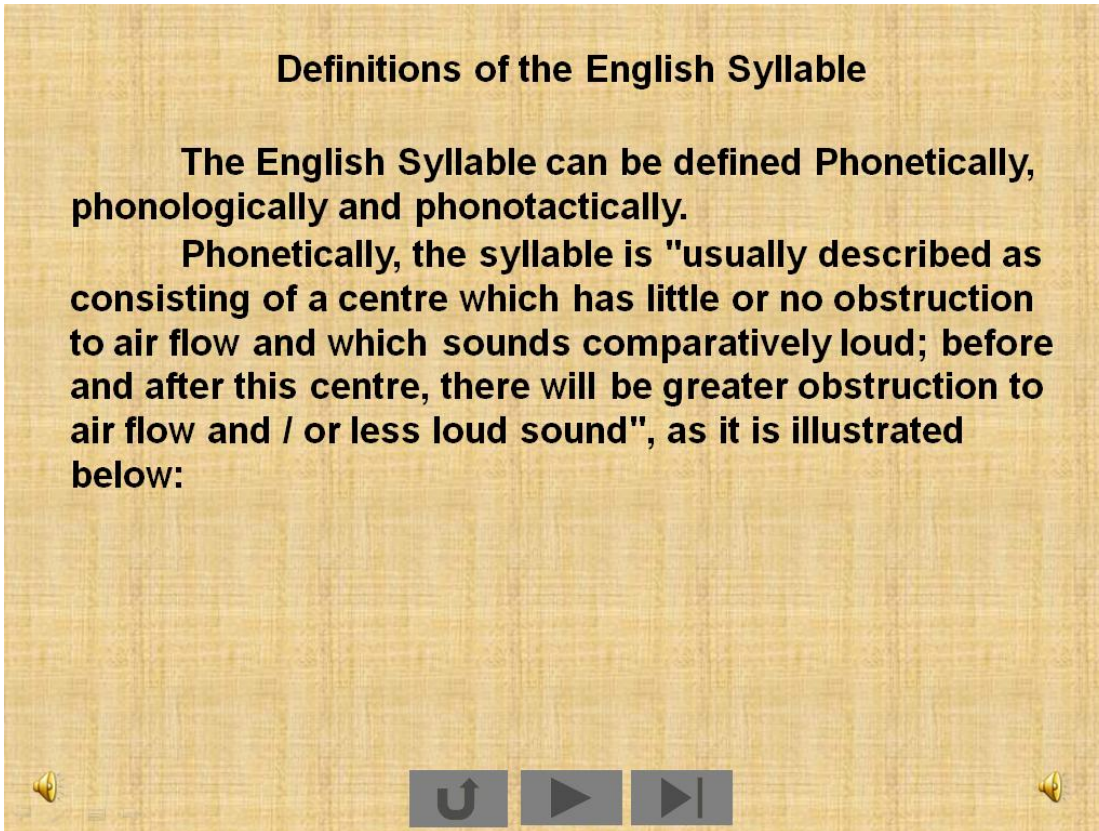 Definitions of the English Syllable
The English Syllable can be defined Phonetically,
phonologically and phonotactically.
Phonetically, the syllable is "usually described as
consisting of a centre which has little or no obstruction
to air flow and which sounds comparatively loud; before
and after this centre, there will be greater obstruction to
air flow and / or less loud sound", as it is illustrated
below: